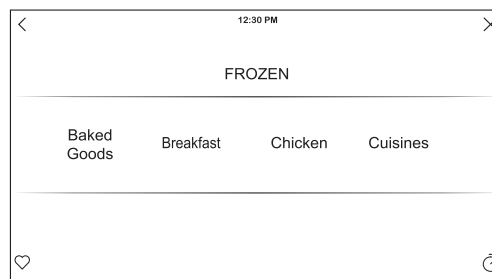 12:30 PM
FROZEN
Baked
Goods
Breakfast
Chicken
Cuisines